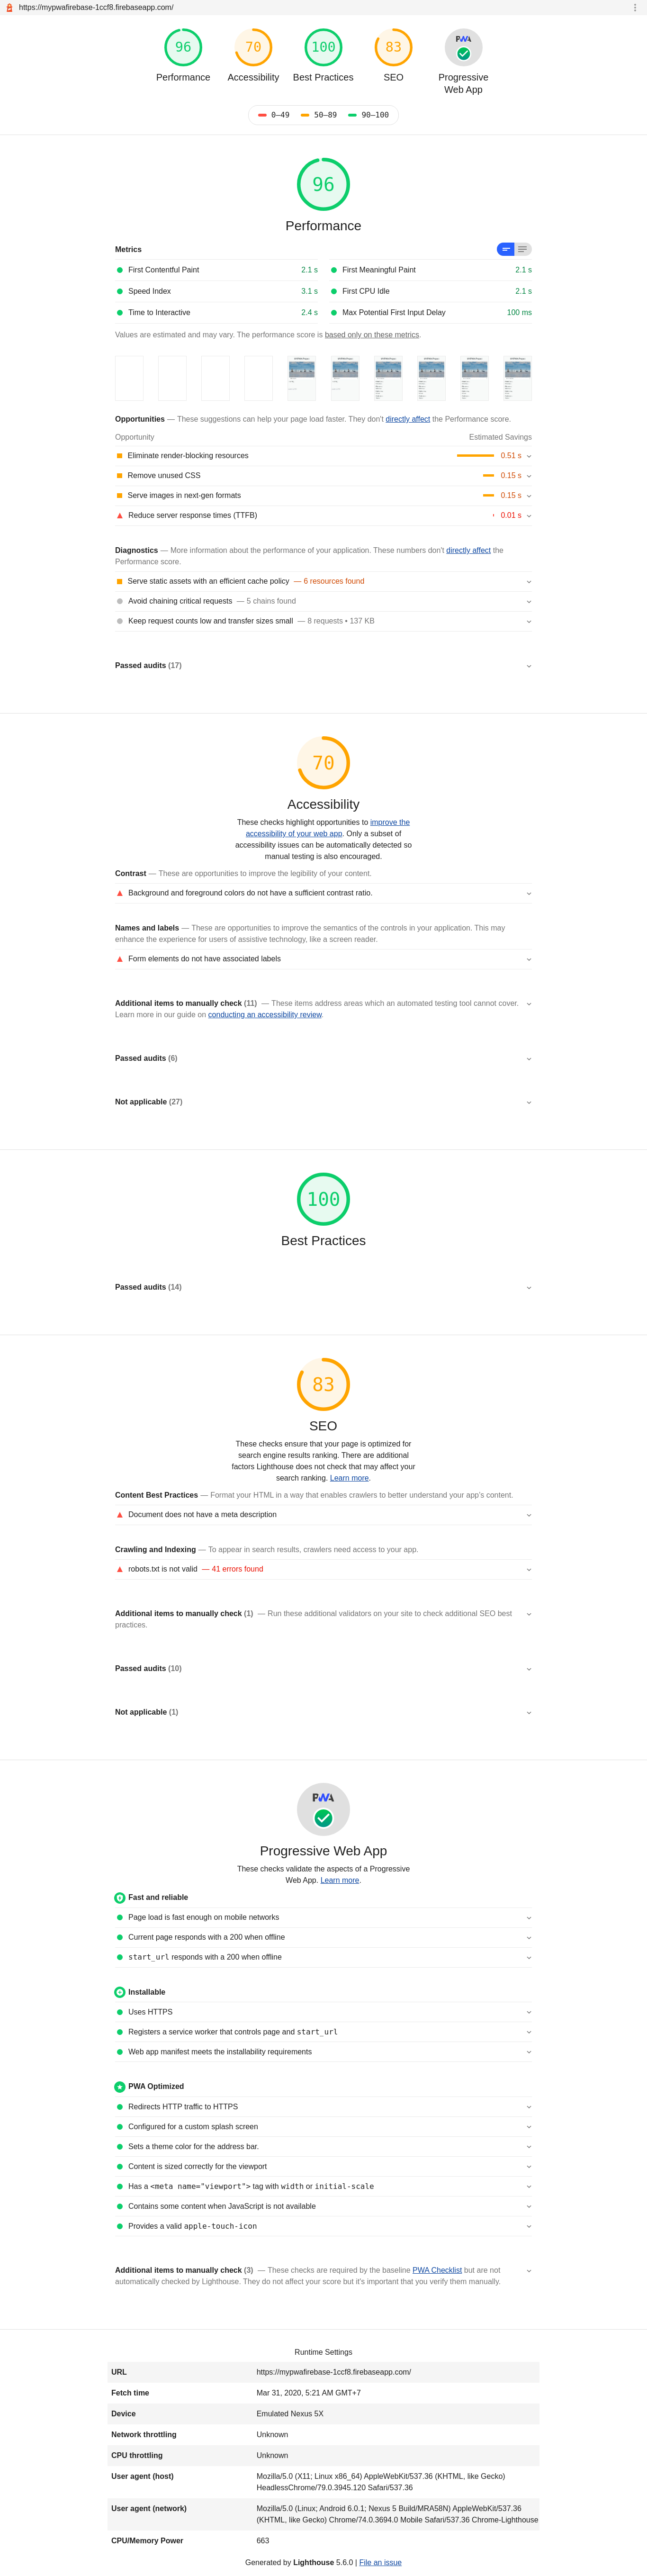 https://mypwafirebase-1ccf8.firebaseapp.com/
96
70
100
83
PWA
Performance
Accessibility
Best Practices
SEO
Progressive
Web App
0–49
50–89
90–100
96
Performance
Metrics
First Contentful Paint 2.1 s
First Meaningful Paint 2.1 s
Speed Index 3.1 s
First CPU Idle 2.1 s
Time to Interactive 2.4 s
Max Potential First Input Delay 100 ms
Values are estimated and may vary. The performance score is based only on these metrics.
Opportunities — These suggestions can help your page load faster. They don't directly affect the Performance score.
Opportunity Estimated Savings
Eliminate render-blocking resources 0.51 s
Remove unused CSS 0.15 s
Serve images in next-gen formats 0.15 s
Reduce server response times (TTFB) 0.01 s
Diagnostics — More information about the performance of your application. These numbers don't directly affect the
Performance score.
Serve static assets with an efficient cache policy — 6 resources found
Avoid chaining critical requests — 5 chains found
Keep request counts low and transfer sizes small — 8 requests • 137 KB
Passed audits (17)
70
Accessibility
These checks highlight opportunities to improve the
accessibility of your web app. Only a subset of
accessibility issues can be automatically detected so
manual testing is also encouraged.
Contrast — These are opportunities to improve the legibility of your content.
Background and foreground colors do not have a sufficient contrast ratio.
Names and labels — These are opportunities to improve the semantics of the controls in your application. This may
enhance the experience for users of assistive technology, like a screen reader.
Form elements do not have associated labels
Additional items to manually check (11) — These items address areas which an automated testing tool cannot cover.
Learn more in our guide on conducting an accessibility review.
Passed audits (6)
Not applicable (27)
100
Best Practices
Passed audits (14)
83
SEO
These checks ensure that your page is optimized for
search engine results ranking. There are additional
factors Lighthouse does not check that may affect your
search ranking. Learn more.
Content Best Practices — Format your HTML in a way that enables crawlers to better understand your app's content.
Document does not have a meta description
Crawling and Indexing — To appear in search results, crawlers need access to your app.
robots.txt is not valid — 41 errors found
Additional items to manually check (1) — Run these additional validators on your site to check additional SEO best
practices.
Passed audits (10)
Not applicable (1)
PWA
Progressive Web App
These checks validate the aspects of a Progressive
Web App. Learn more.
Fast and reliable
Page load is fast enough on mobile networks
Current page responds with a 200 when offline
start_url responds with a 200 when offline
Installable
Uses HTTPS
Registers a service worker that controls page and start_url
Web app manifest meets the installability requirements
PWA Optimized
Redirects HTTP traffic to HTTPS
Configured for a custom splash screen
Sets a theme color for the address bar.
Content is sized correctly for the viewport
Has a <meta name="viewport"> tag with width or initial-scale
Contains some content when JavaScript is not available
Provides a valid apple-touch-icon
Additional items to manually check (3) — These checks are required by the baseline PWA Checklist but are not
automatically checked by Lighthouse. They do not affect your score but it's important that you verify them manually.
Runtime Settings
URL https://mypwafirebase-1ccf8.firebaseapp.com/
Fetch time Mar 31, 2020, 5:21 AM GMT+7
Device Emulated Nexus 5X
Network throttling Unknown
CPU throttling Unknown
User agent (host) Mozilla/5.0 (X11; Linux x86_64) AppleWebKit/537.36 (KHTML, like Gecko)
HeadlessChrome/79.0.3945.120 Safari/537.36
User agent (network) Mozilla/5.0 (Linux; Android 6.0.1; Nexus 5 Build/MRA58N) AppleWebKit/537.36
(KHTML, like Gecko) Chrome/74.0.3694.0 Mobile Safari/537.36 Chrome-Lighthouse
CPU/Memory Power 663
Generated by Lighthouse 5.6.0 | File an issue